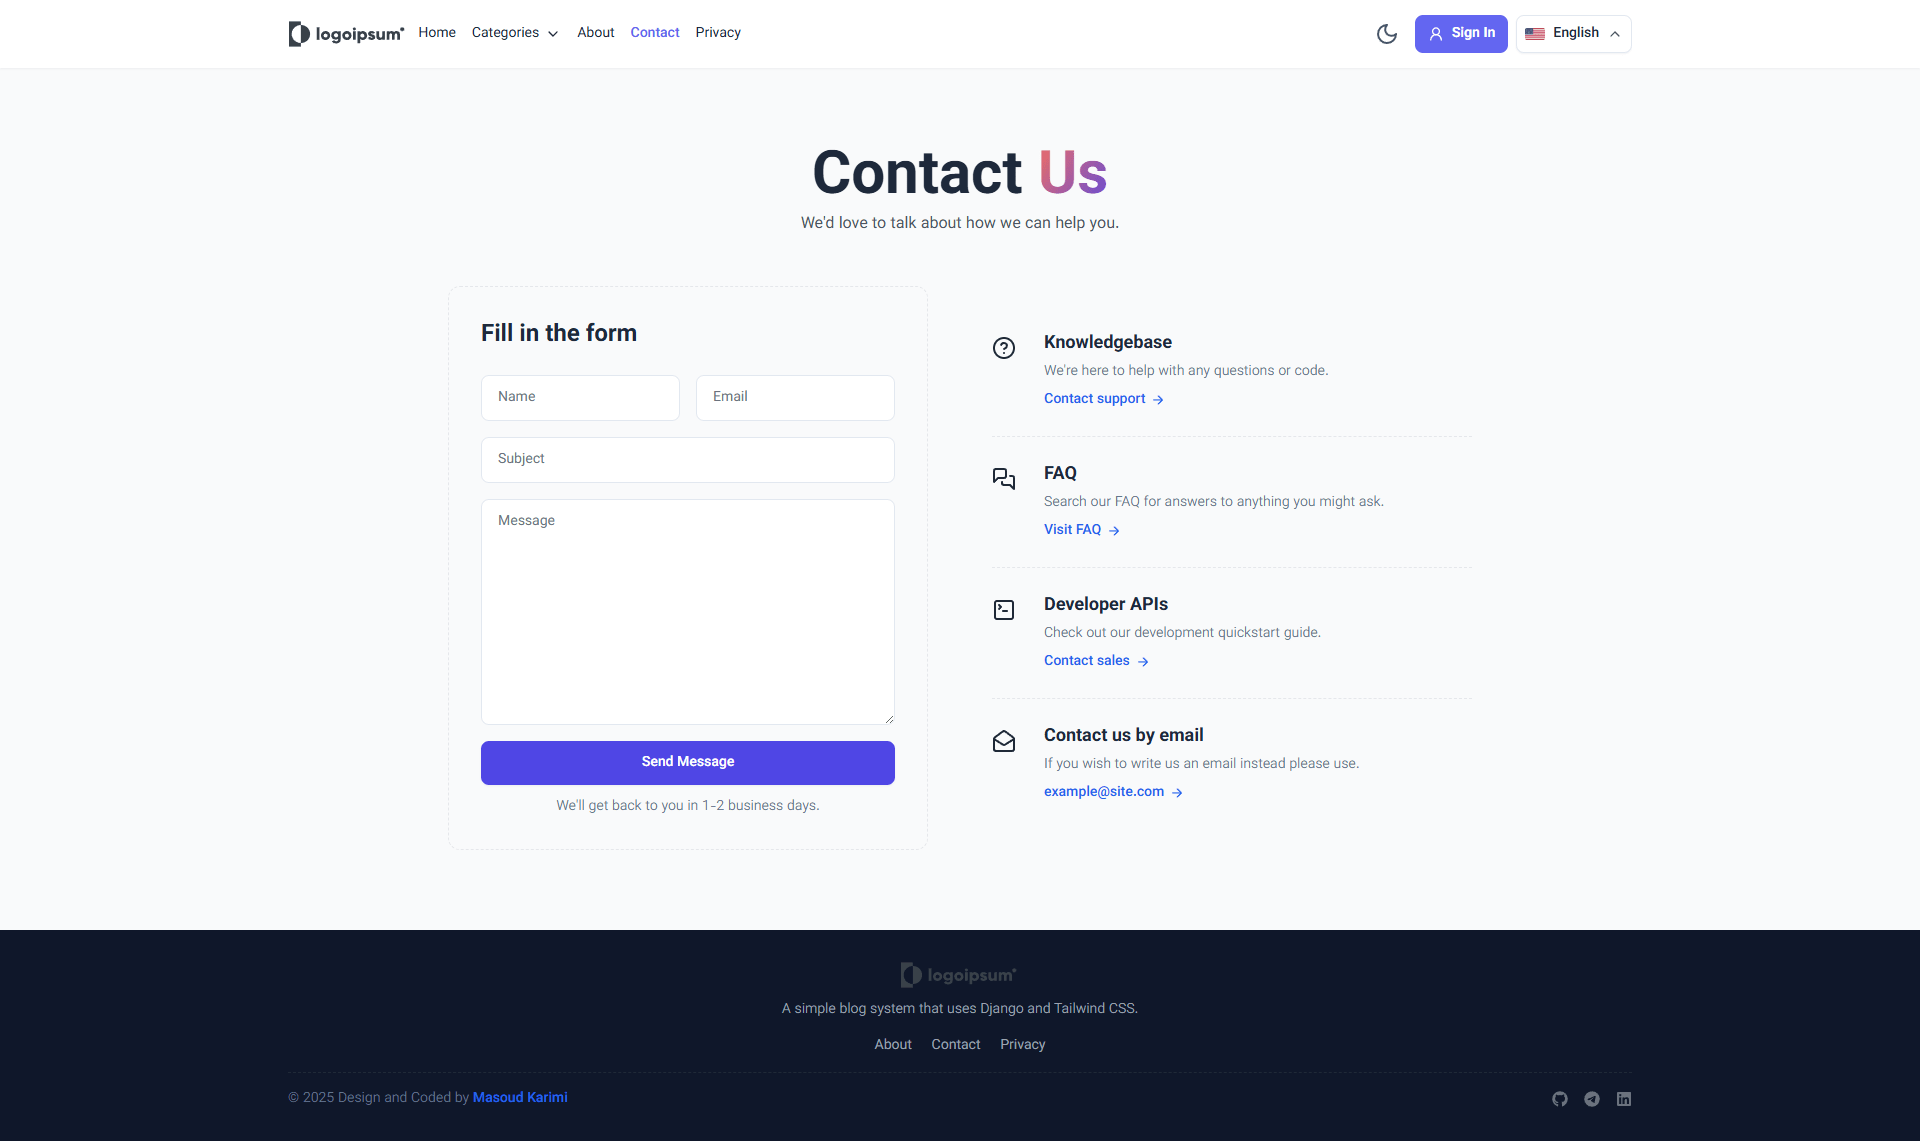 logoipsum
Home
Categories
About
Contact
Privacy
Sign In
English
Contact Us
We'd love to talk about how we can help you.
Fill in the form
Name
Email
Subject
Message
Send Message
We'll get back to you in 1-2 business days.
Knowledgebase
We're here to help with any questions or code.
Contact support
FAQ
Search our FAQ for answers to anything you might ask.
Visit FAQ
Developer APIs
Check out our development quickstart guide.
Contact sales
Contact us by email
If you wish to write us an email instead please use.
example@site.com
logoipsum
A simple blog system that uses Django and Tailwind CSS.
About
Contact
Privacy
© 2025 Design and Coded by Masoud Karimi